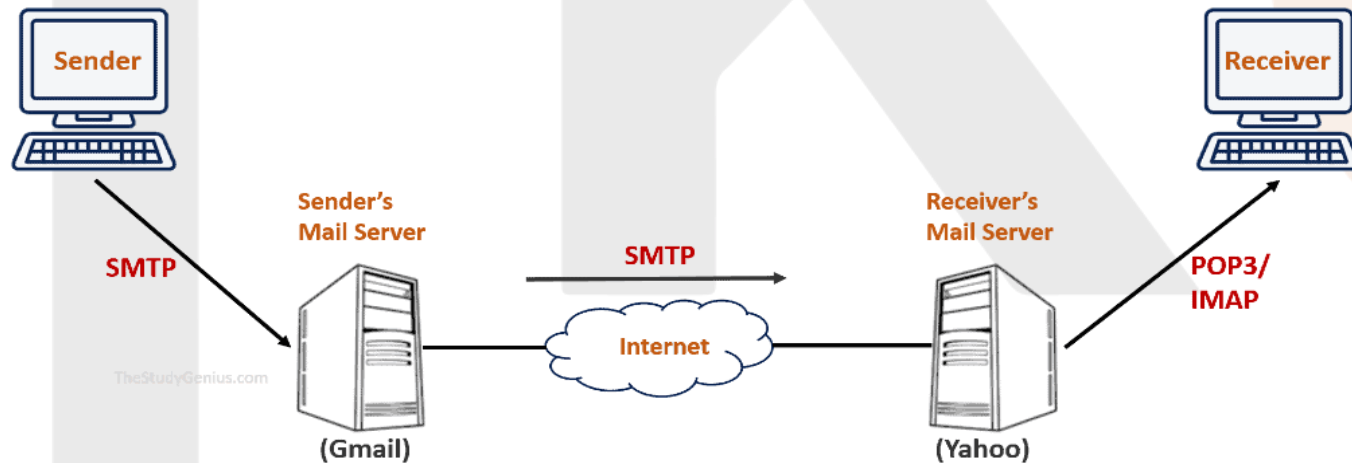 Sender
Receiver
Sender's
Mail Server
Receiver's
Mail Server
SMTP
SMTP
POP3/
IMAP
Internet
TheStudyGenius.com
(Gmail)
(Yahoo)